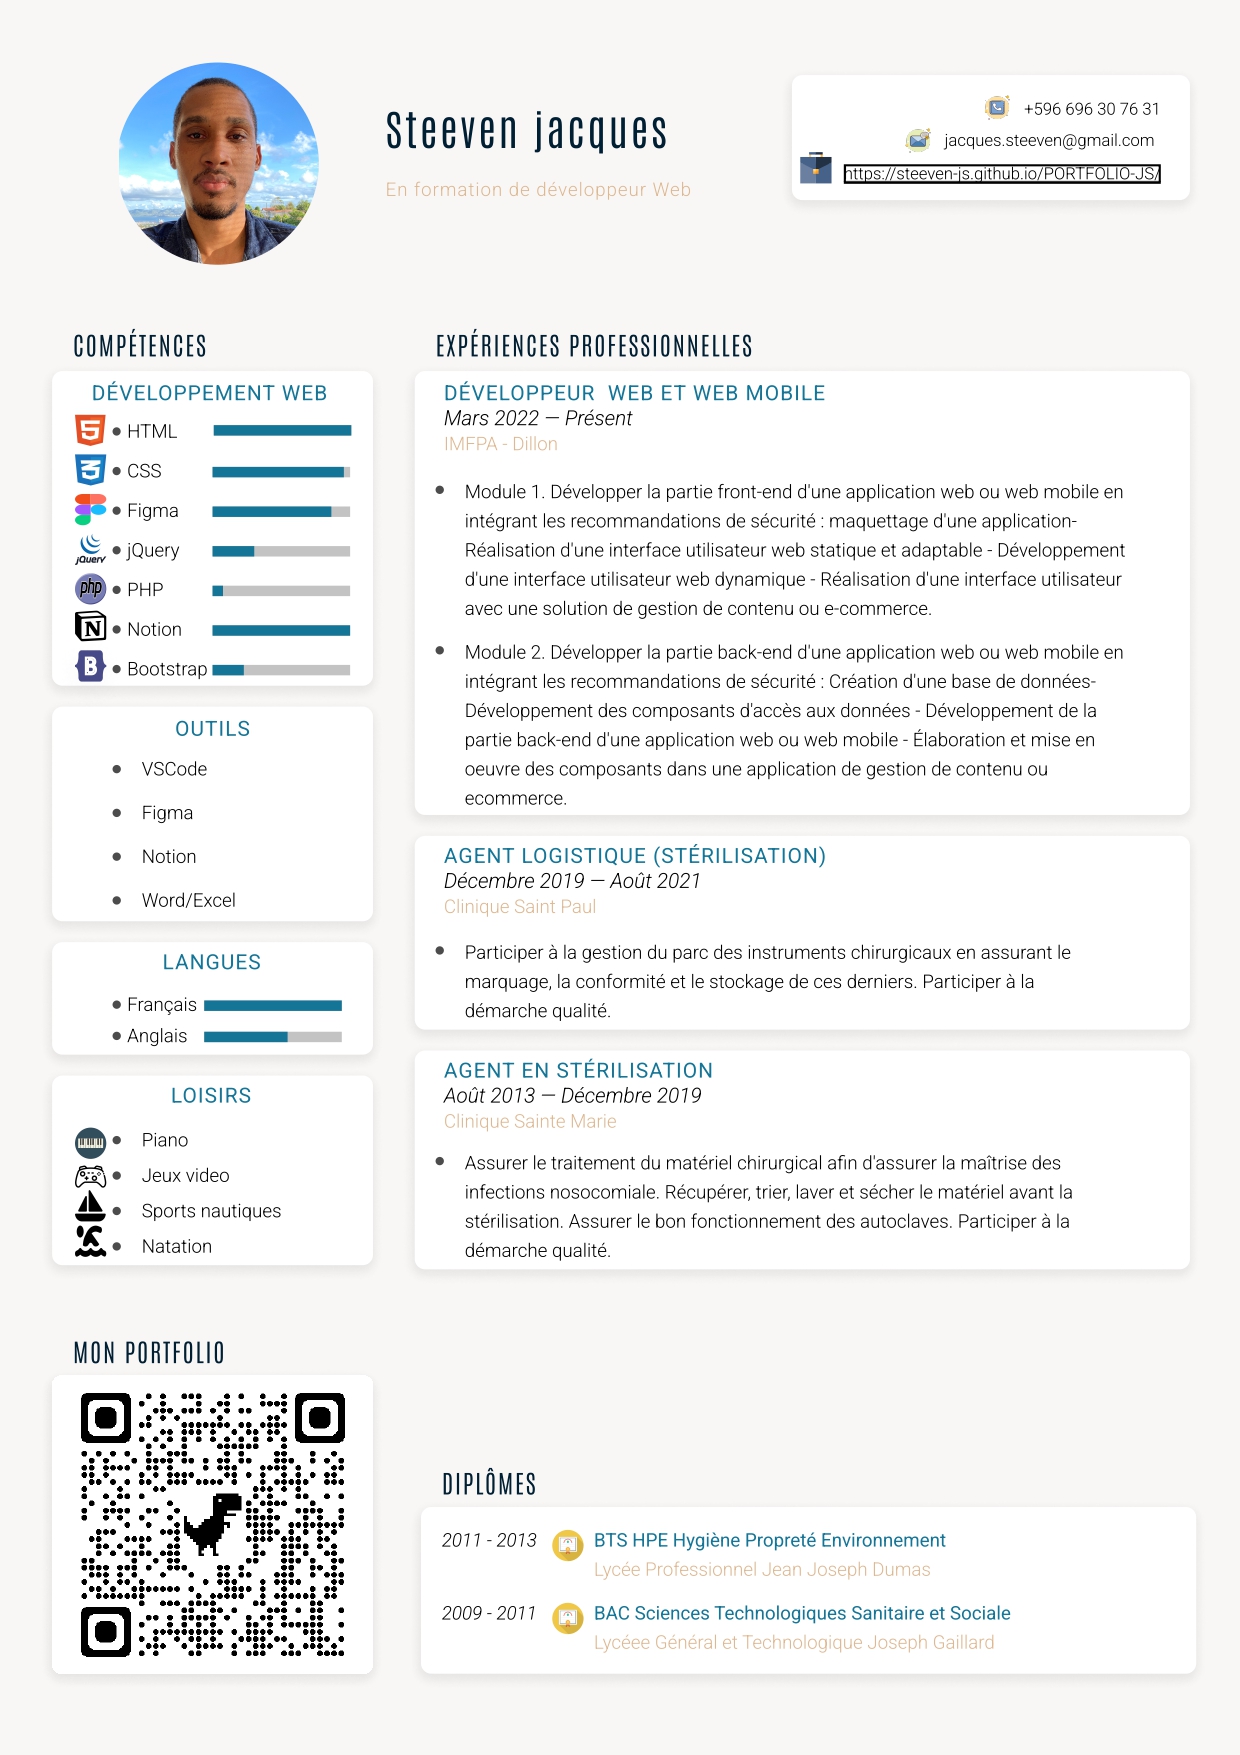 Steeven jacques
En formation de développeur Web
+596 696 30 76 31
jacques.steeven@gmail.com
https://steeven-js.github.io/PORTFOLIO-JS/
COMPÉTENCES
DÉVELOPPEMENT WEB
HTML
CSS
Figma
jQuery
jQuery
php
PHP
N
Notion
B
Bootstrap
OUTILS
VSCode
Figma
Notion
Word/Excel
LANGUES
Français
Anglais
LOISIRS
Piano
Jeux video
Sports nautiques
Natation
MON PORTFOLIO
EXPÉRIENCES PROFESSIONNELLES
DÉVELOPPEUR WEB ET WEB MOBILE
Mars 2022 — Présent
IMFPA - Dillon
Module 1. Développer la partie front-end d'une application web ou web mobile en
intégrant les recommandations de sécurité : maquettage d'une application-
Réalisation d'une interface utilisateur web statique et adaptable - Développement
d'une interface utilisateur web dynamique - Réalisation d'une interface utilisateur
avec une solution de gestion de contenu ou e-commerce.
Module 2. Développer la partie back-end d'une application web ou web mobile en
intégrant les recommandations de sécurité : Création d'une base de données-
Développement des composants d'accès aux données - Développement de la
partie back-end d'une application web ou web mobile - Élaboration et mise en
oeuvre des composants dans une application de gestion de contenu ou
ecommerce.
AGENT LOGISTIQUE (STÉRILISATION)
Décembre 2019 — Août 2021
Clinique Saint Paul
Participer à la gestion du parc des instruments chirurgicaux en assurant le
marquage, la conformité et le stockage de ces derniers. Participer à la
démarche qualité.
AGENT EN STÉRILISATION
Août 2013 — Décembre 2019
Clinique Sainte Marie
Assurer le traitement du matériel chirurgical afin d'assurer la maîtrise des
infections nosocomiale. Récupérer, trier, laver et sécher le matériel avant la
stérilisation. Assurer le bon fonctionnement des autoclaves. Participer à la
démarche qualité.
DIPLÔMES
2011 - 2013 BTS HPE Hygiène Propreté Environnement
Lycée Professionnel Jean Joseph Dumas
2009 - 2011 BAC Sciences Technologiques Sanitaire et Sociale
Lycéee Général et Technologique Joseph Gaillard